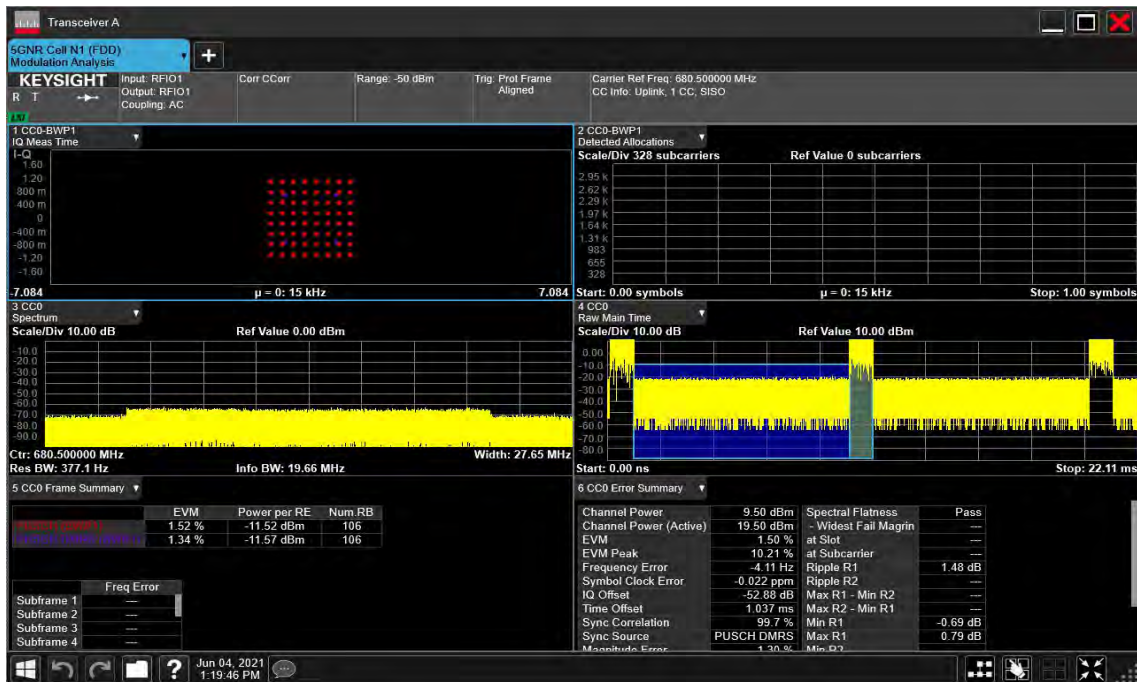 Transceiver A
5GNR Cell N1 (FDD)
Modulation Analysis
+
KEYSIGHT
R T
LXI
Input: RFIO1
Output: RFIO1
Coupling: AC
Corr CCorr
Range: -50 dBm
Trig: Prot Frame
Aligned
Carrier Ref Freq: 680.500000 MHz
CC Info: Uplink, 1 CC, SISO
1 CC0-BWP1
IQ Meas Time
I-Q
1.60
1.20
800 m
400 m
0
-400 m
-800 m
-1.20
-1.60
-7.084
µ = 0: 15 kHz
7.084
2 CC0-BWP1
Detected Allocations
Scale/Div 328 subcarriers
Ref Value 0 subcarriers
2.95 k
2.62 k
2.29 k
1.97 k
1.64 k
1.31 k
983
655
328
Start: 0.00 symbols
µ = 0: 15 kHz
Stop: 1.00 symbols
3 CC0
Spectrum
Scale/Div 10.00 dB
Ref Value 0.00 dBm
-10.0
-20.0
-30.0
-40.0
-50.0
-60.0
-70.0
-80.0
-90.0
Ctr: 680.500000 MHz
Width: 27.65 MHz
Res BW: 377.1 Hz
Info BW: 19.66 MHz
4 CC0
Raw Main Time
Scale/Div 10.00 dB
Ref Value 10.00 dBm
0.00
-10.0
-20.0
-30.0
-40.0
-50.0
-60.0
-70.0
-80.0
Start: 0.00 ns
Stop: 22.11 ms
5 CC0 Frame Summary
EVM Power per RE Num.RB
1.52 % -11.52 dBm 106
1.34 % -11.57 dBm 106
Freq Error
Subframe 1 ---
Subframe 2 ---
Subframe 3 ---
Subframe 4 ---
6 CC0 Error Summary
Channel Power 9.50 dBm Spectral Flatness Pass
Channel Power (Active) 19.50 dBm - Widest Fail Magrin ---
EVM 1.50 % at Slot ---
EVM Peak 10.21 % at Subcarrier ---
Frequency Error -4.11 Hz Ripple R1 1.48 dB
Symbol Clock Error -0.022 ppm Ripple R2 ---
IQ Offset -52.88 dB Max R1 - Min R2 ---
Time Offset 1.037 ms Max R2 - Min R1 ---
Sync Correlation 99.7 % Min R1 -0.69 dB
Sync Source PUSCH DMRS Max R1 0.79 dB
Magnitude Error 1.30 % Min R2 ---
?
Jun 04, 2021
1:19:46 PM